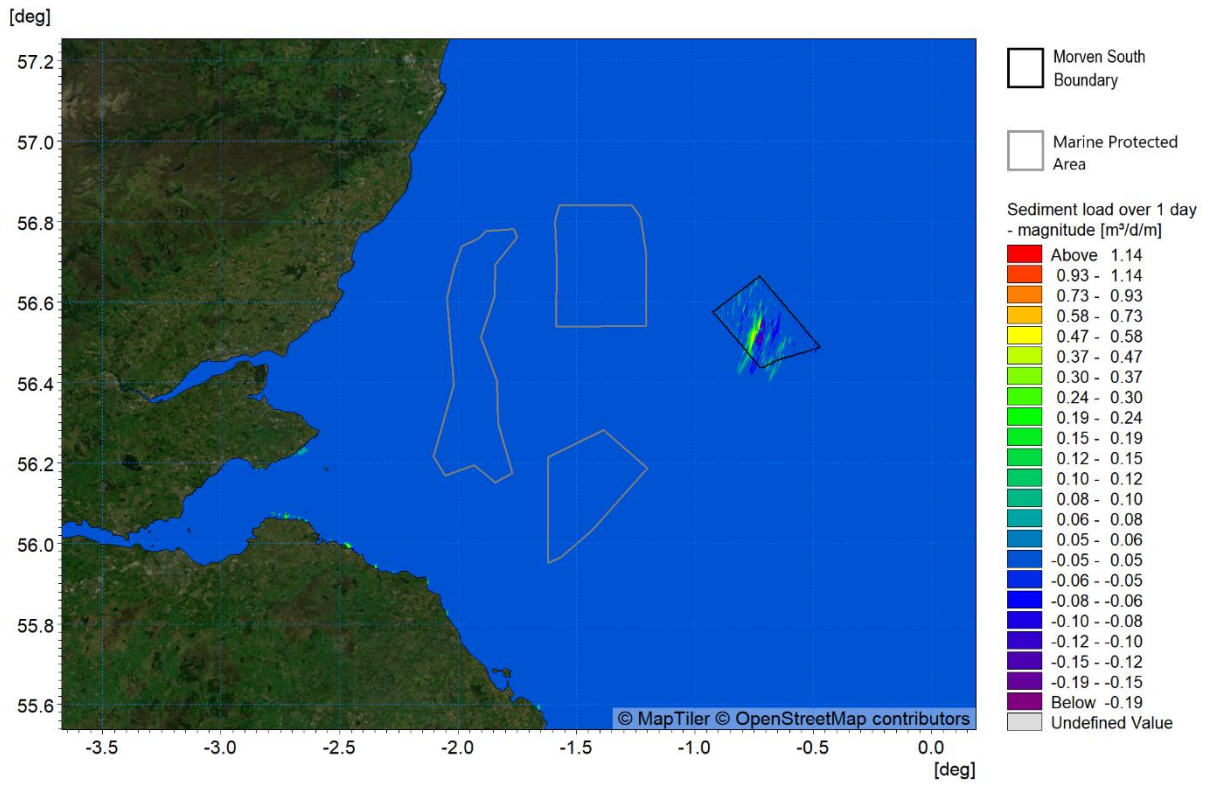 [deg]
57.2
57.0
56.8
56.6
56.4
56.2
56.0
55.8
55.6
-3.5
-3.0
-2.5
-2.0
-1.5
-1.0
-0.5
0.0
[deg]
© MapTiler © OpenStreetMap contributors
Morven South
Boundary
Marine Protected
Area
Sediment load over 1 day
- magnitude [m³/d/m]
Above 1.14
0.93 - 1.14
0.73 - 0.93
0.58 - 0.73
0.47 - 0.58
0.37 - 0.47
0.30 - 0.37
0.24 - 0.30
0.19 - 0.24
0.15 - 0.19
0.12 - 0.15
0.10 - 0.12
0.08 - 0.10
0.06 - 0.08
0.05 - 0.06
-0.05 - 0.05
-0.06 - -0.05
-0.08 - -0.06
-0.10 - -0.08
-0.12 - -0.10
-0.15 - -0.12
-0.19 - -0.15
Below -0.19
Undefined Value